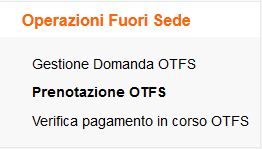 Operazioni Fuori Sede
Gestione Domanda OTFS
Prenotazione OTFS
Verifica pagamento in corso OTFS